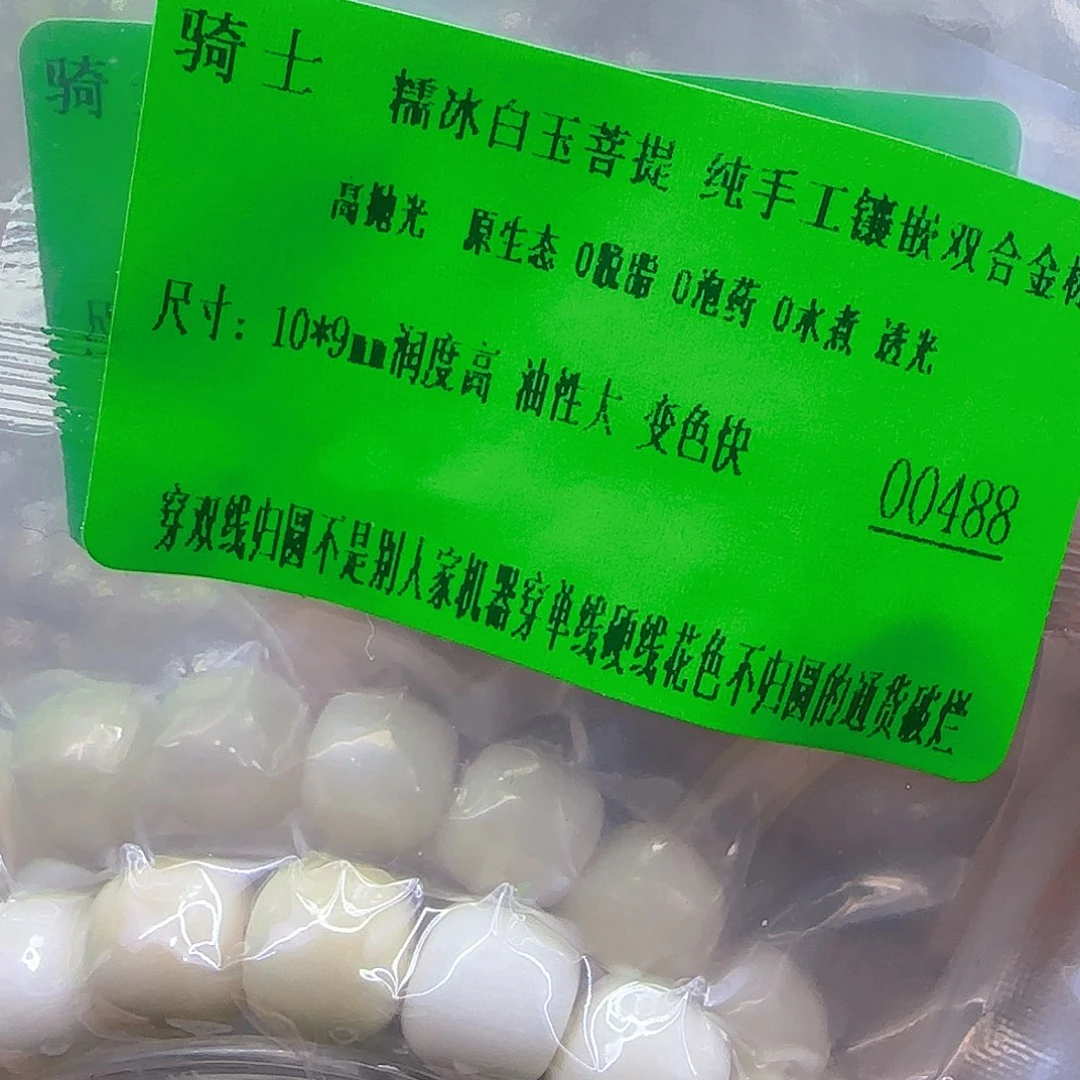 骑士
糯冰白玉菩提 纯手工镶嵌双合金
高抛光 原生态 0脱脂 0泡药 0水煮 透光
尺寸：10*9mm润度高 油性大 变色快
00488
穿双线归圆不是别人家机器穿单线硬线花色不归圆的通货破烂
骑